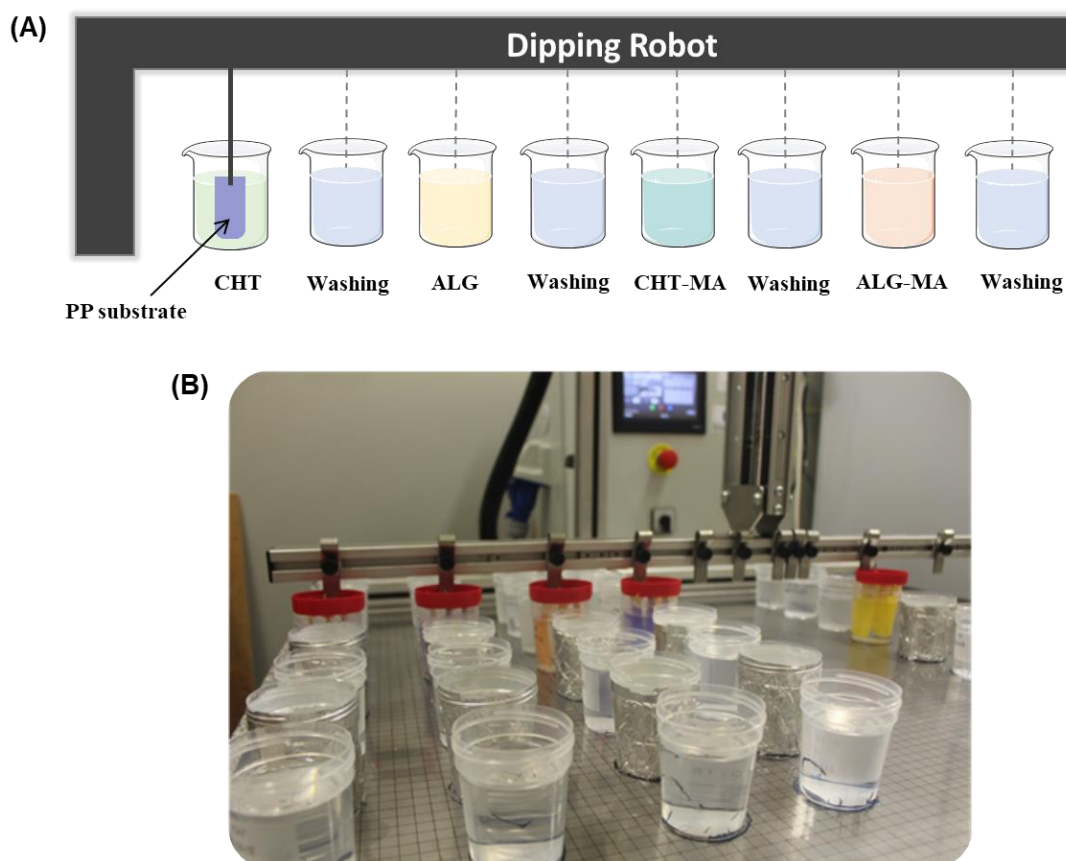 (A)
Dipping Robot
CHT
Washing
ALG
Washing
CHT-MA
Washing
ALG-MA
Washing
PP substrate
(B)